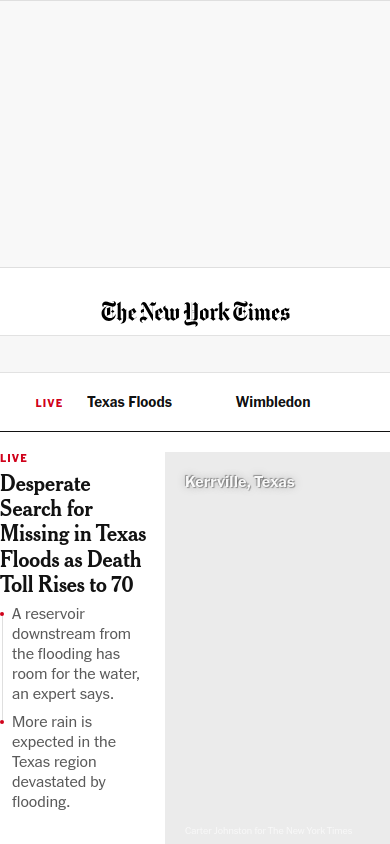 The New York Times
LIVE
Texas Floods
Wimbledon
LIVE
Desperate
Search for
Missing in Texas
Floods as Death
Toll Rises to 70
A reservoir
downstream from
the flooding has
room for the water,
an expert says.
More rain is
expected in the
Texas region
devastated by
flooding.
Kerrville, Texas
Carter Johnston for The New York Times